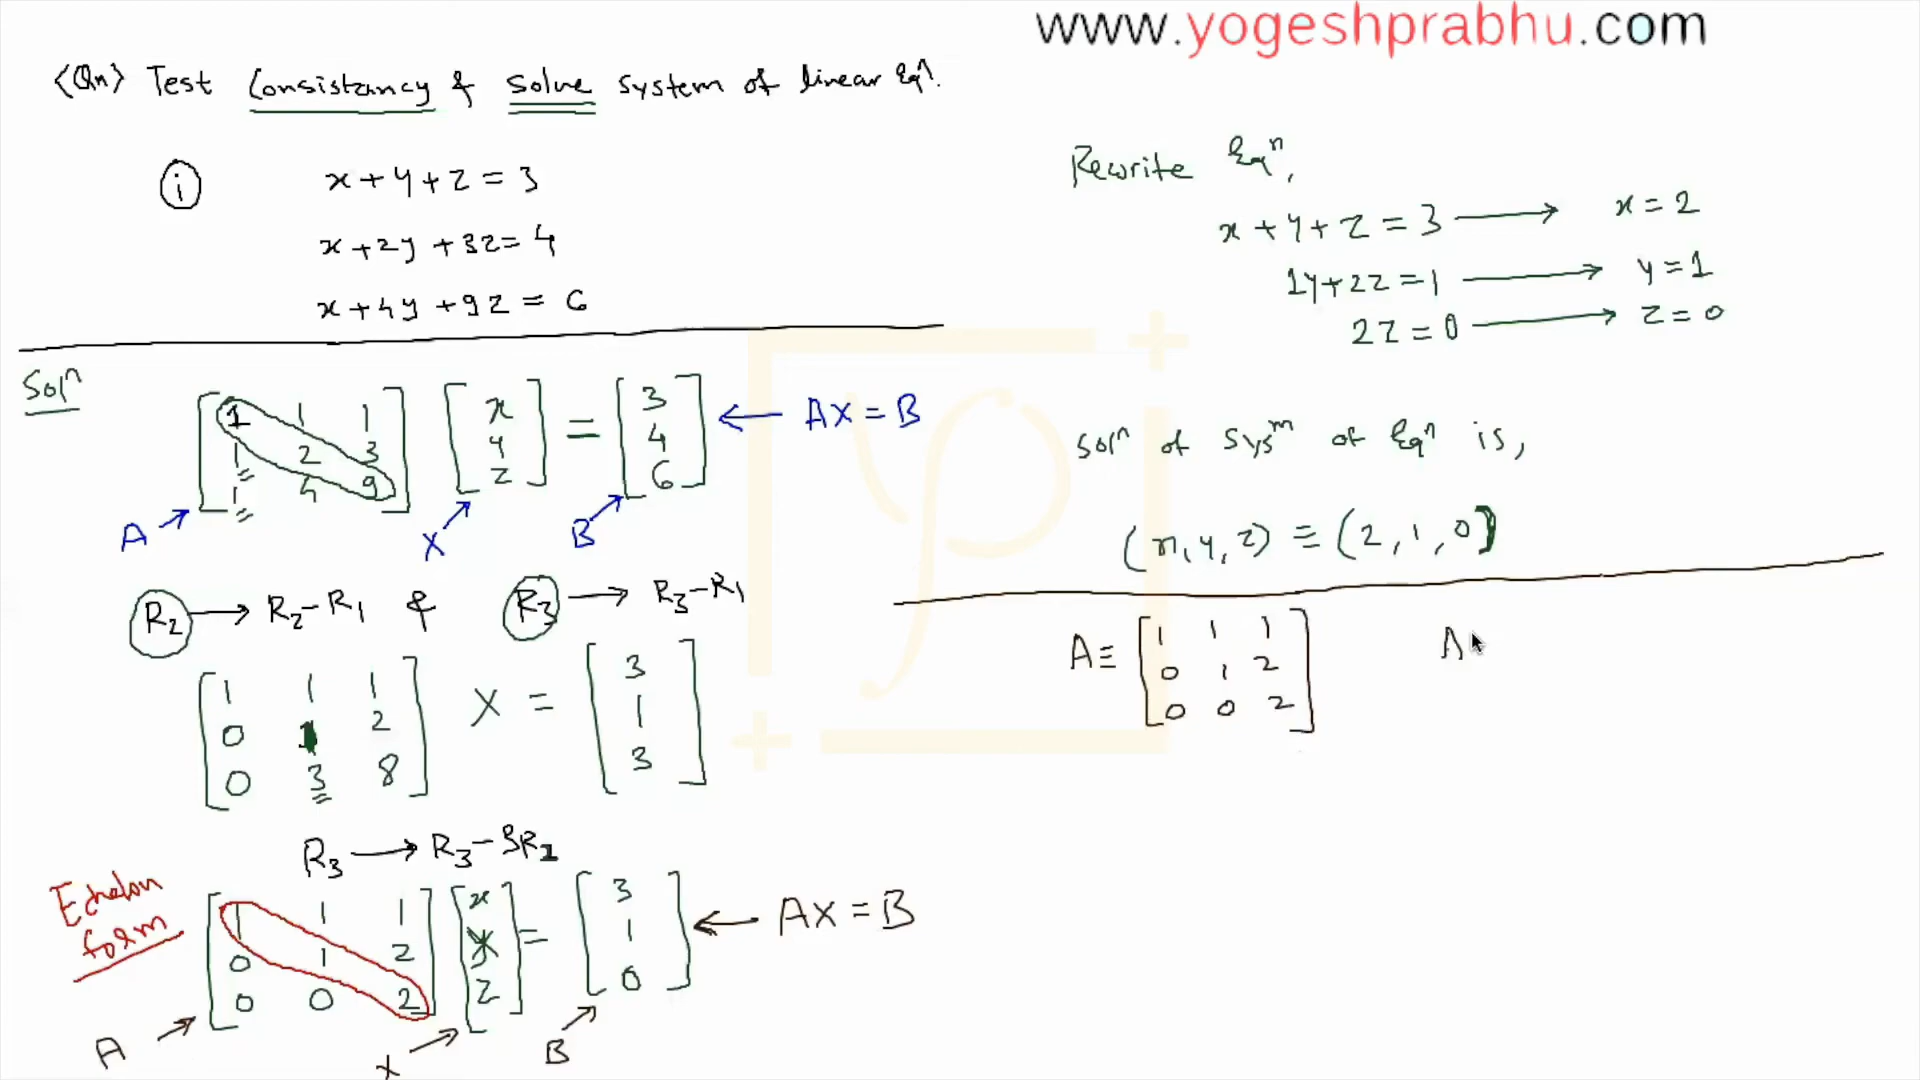 www.yogeshprabhu.com
<Qn> Test Consistancy & Solve system of linear Eqⁿ.
i
x + y + z = 3
x + 2y + 3z = 4
x + 4y + 9z = 6
Solⁿ
1 1 1 x 3
1 2 3 y = 4 ← AX = B
1 4 9 z 6
A X B
R₂ → R₂ - R₁ & R₃ → R₃ - R₁
1 1 1 3
0 1 2 X = 1
0 3 8 3
R₃ → R₃ - 3R₂
Echelon form
1 1 1 x 3
0 1 2 y = 1 ← AX = B
0 0 2 z 0
A X B
Rewrite Eqⁿ,
x + y + z = 3 → x = 2
1y + 2z = 1 → y = 1
2z = 0 → z = 0
Solⁿ of Sysᵐ of Eqⁿ is,
(x, y, z) ≡ (2, 1, 0)
A ≡ 1 1 1 A
0 1 2
0 0 2